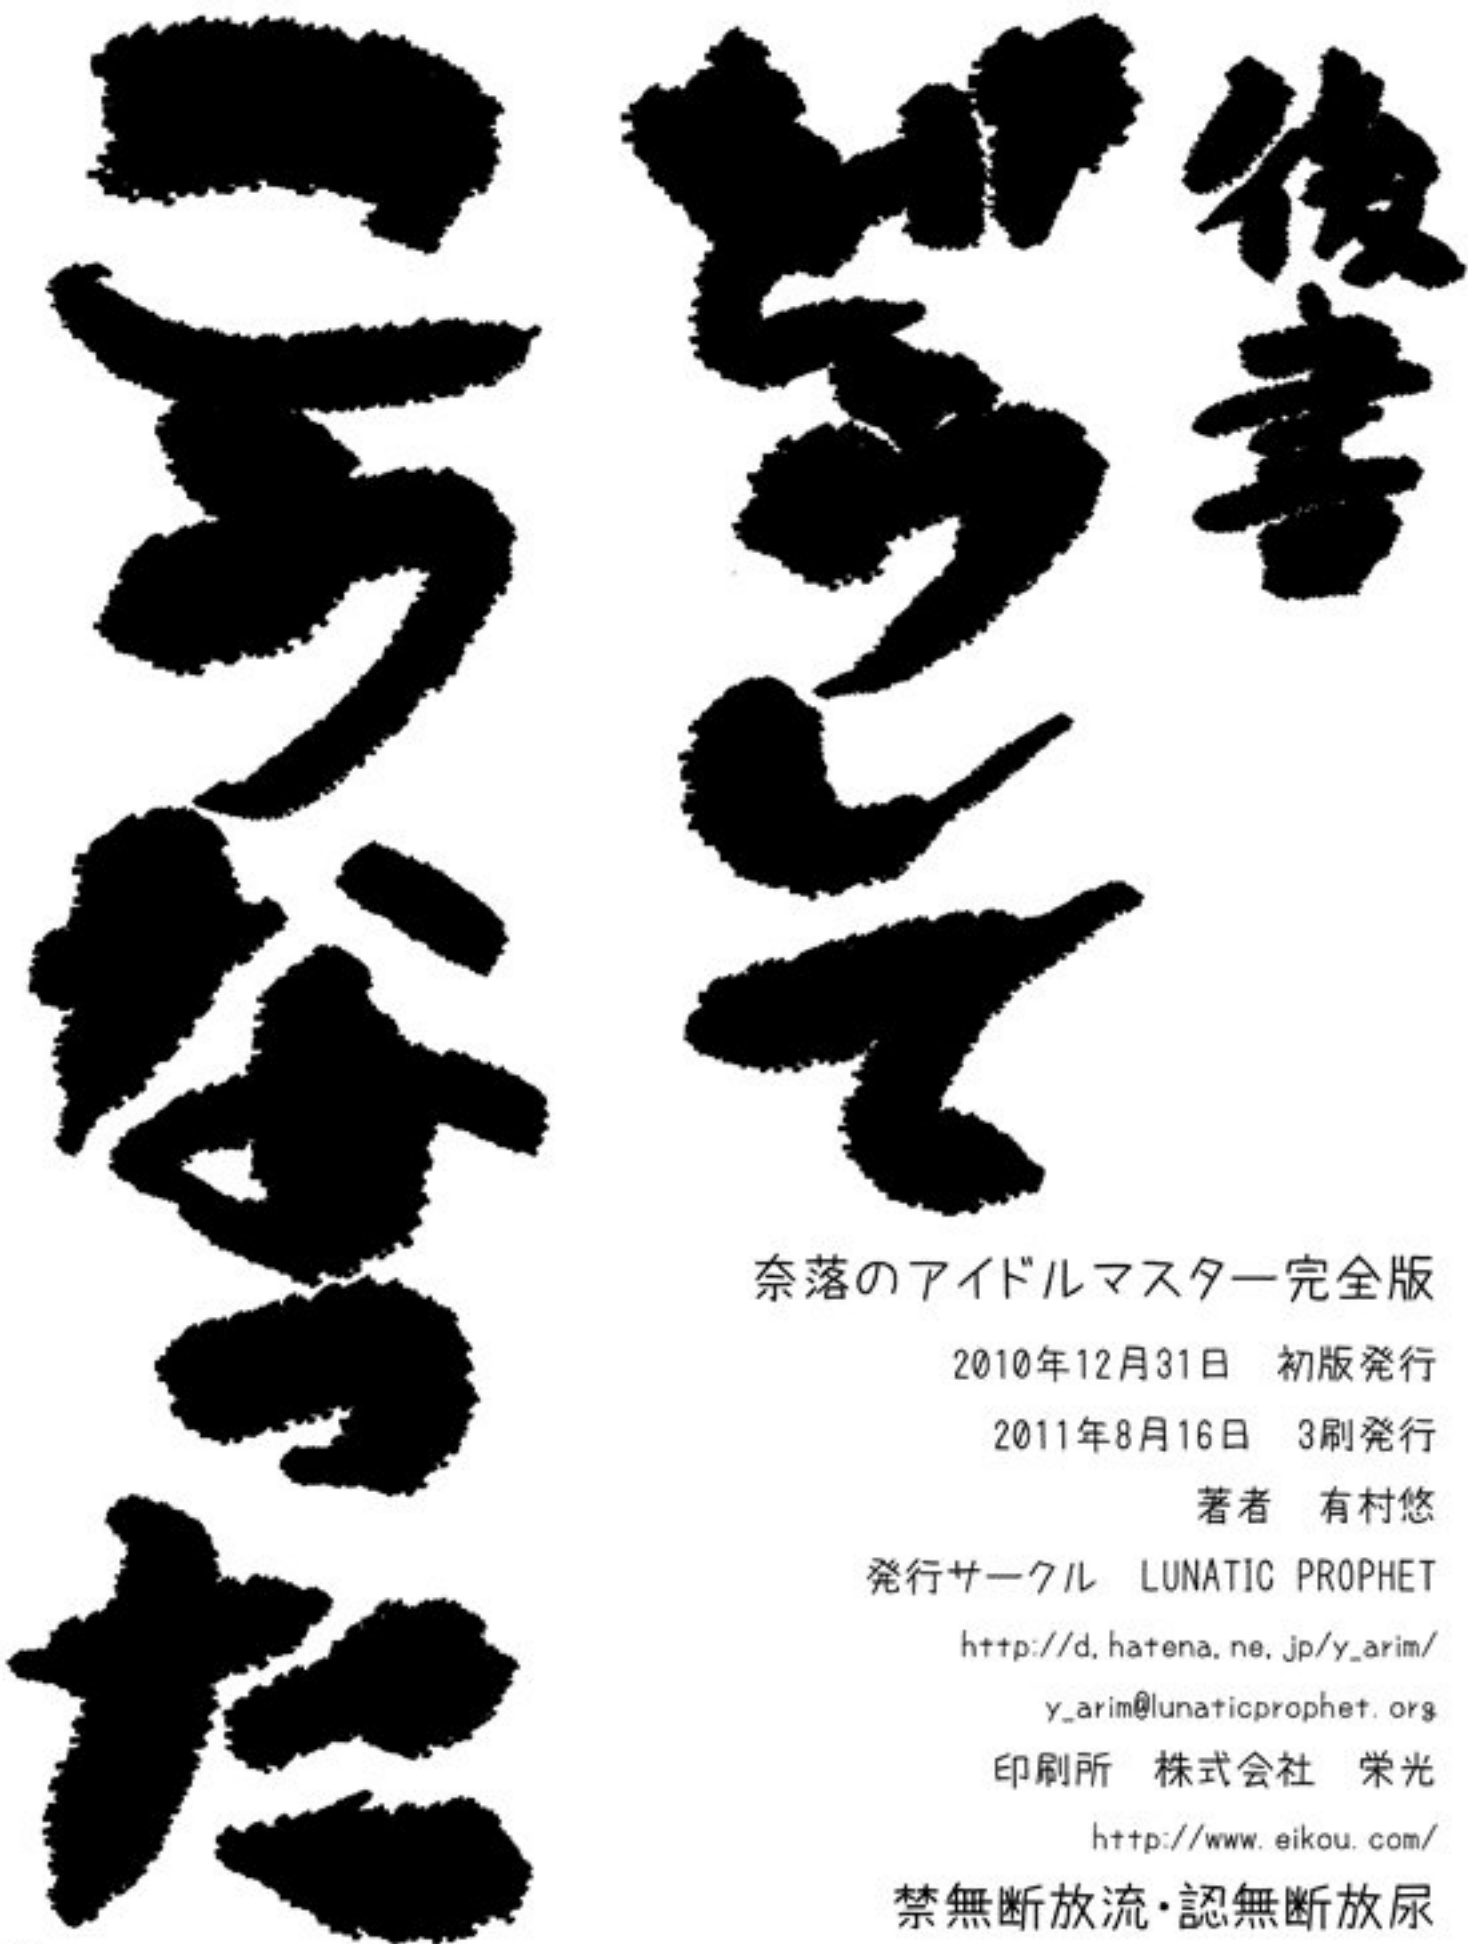 後書
どうして
こうなった
奈落のアイドルマスター完全版
2010年12月31日　初版発行
2011年8月16日　3刷発行
著者　有村悠
発行サークル　LUNATIC PROPHET
http://d.hatena.ne.jp/y_arim/
y_arim@lunaticprophet.org
印刷所　株式会社　栄光
http://www.eikou.com/
禁無断放流・認無断放尿